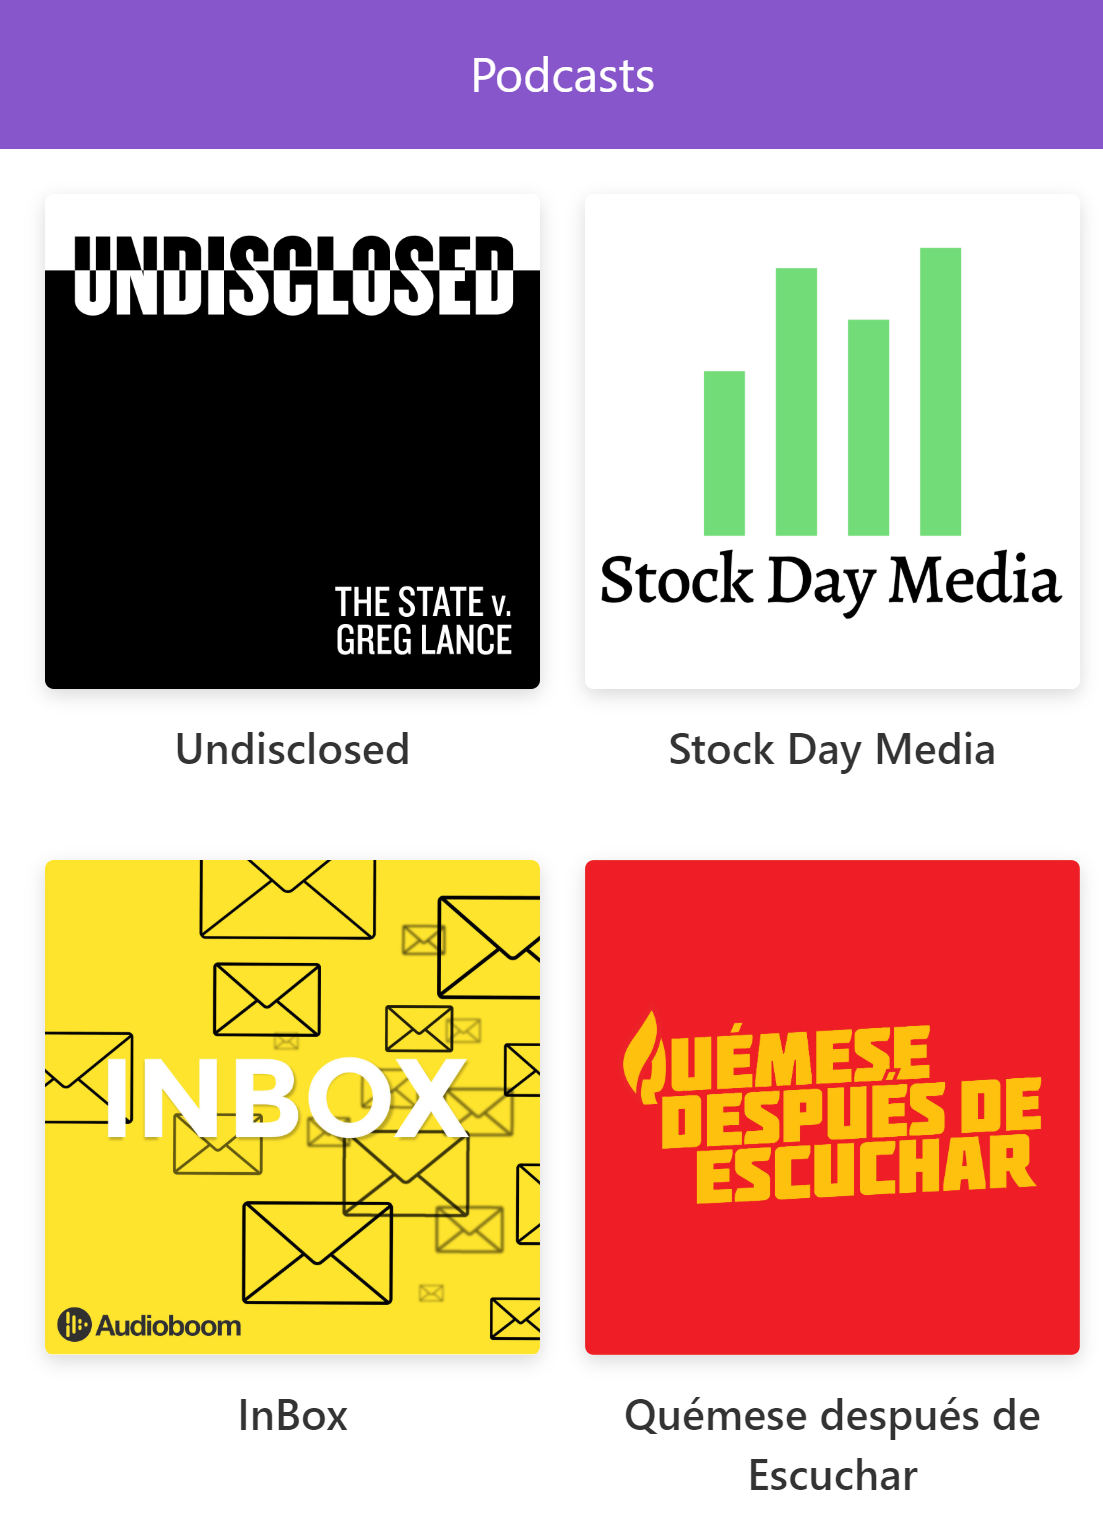 Podcasts
UNDISCLOSED
THE STATE v.
GREG LANCE
Undisclosed
Stock Day Media
Stock Day Media
INBOX
Audioboom
InBox
QUÉMESE
DESPUÉS DE
ESCUCHAR
Quémese después de
Escuchar